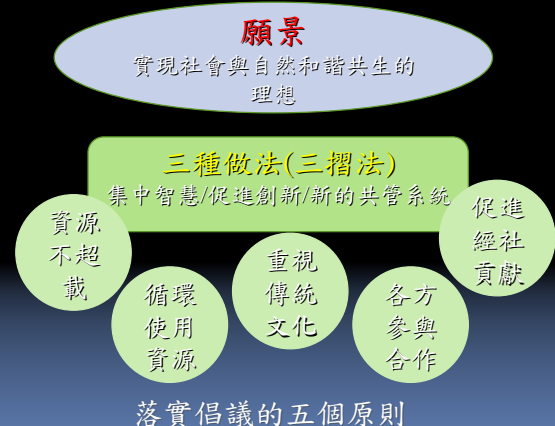 願景
實現社會與自然和諧共生的
理想
三種做法(三摺法)
集中智慧/促進創新/新的共管系統
資源
不超
載
循環
使用
資源
重視
傳統
文化
各方
參與
合作
促進
經社
貢獻
落實倡議的五個原則